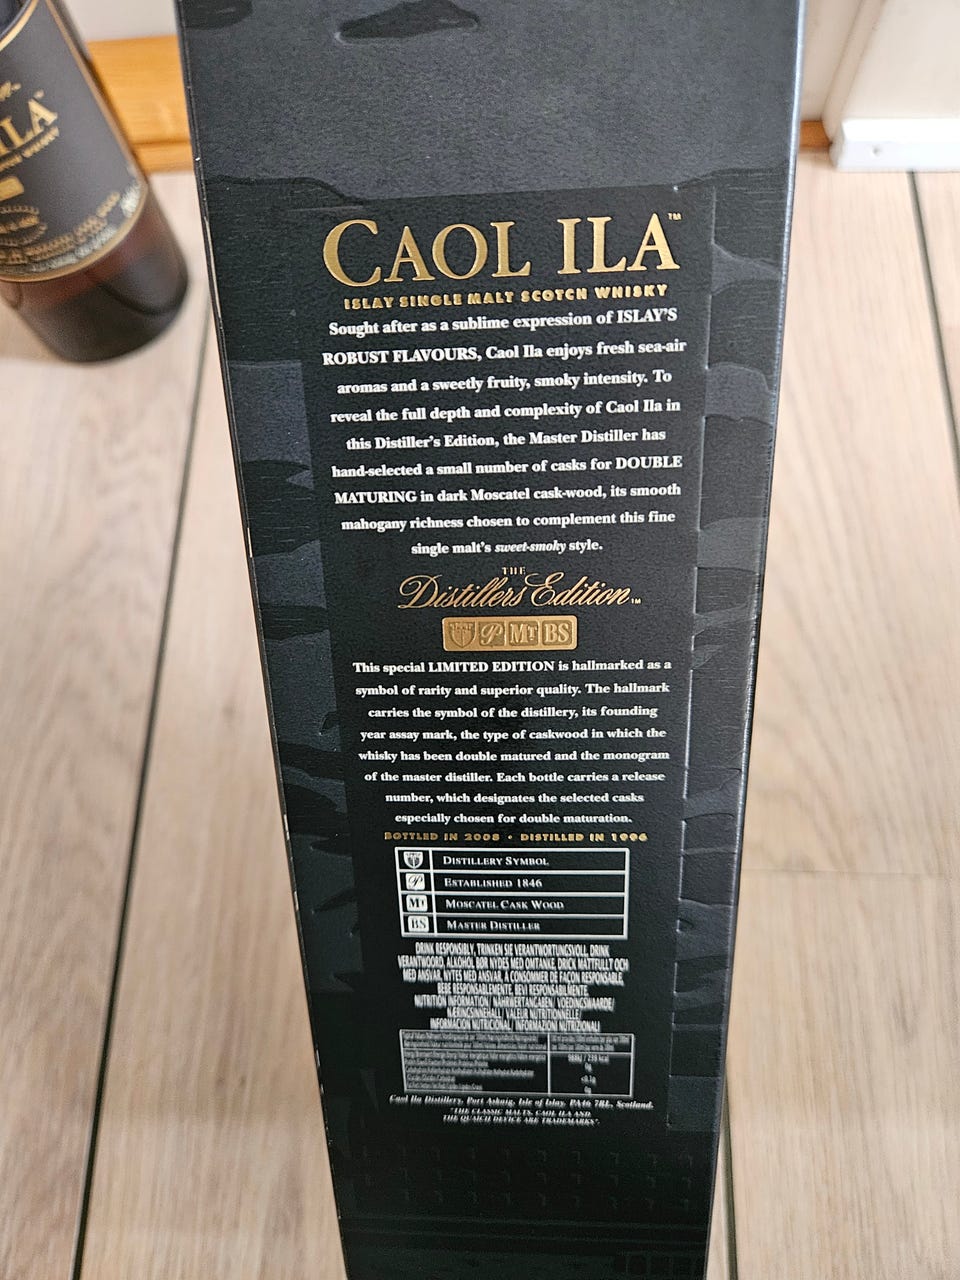 ILA™
CAOL ILA™
ISLAY SINGLE MALT SCOTCH WHISKY
Sought after as a sublime expression of ISLAY'S
ROBUST FLAVOURS, Caol Ila enjoys fresh sea-air
aromas and a sweetly fruity, smoky intensity. To
reveal the full depth and complexity of Caol Ila in
this Distiller's Edition, the Master Distiller has
hand-selected a small number of casks for DOUBLE
MATURING in dark Moscatel cask-wood, its smooth
mahogany richness chosen to complement this fine
single malt's sweet-smoky style.
THE
Distillers Edition™
P MT BS
This special LIMITED EDITION is hallmarked as a
symbol of rarity and superior quality. The hallmark
carries the symbol of the distillery, its founding
year assay mark, the type of caskwood in which the
whisky has been double matured and the monogram
of the master distiller. Each bottle carries a release
number, which designates the selected casks
especially chosen for double maturation.
BOTTLED IN 2008 • DISTILLED IN 1996
DISTILLERY SYMBOL
P ESTABLISHED 1846
MT MOSCATEL CASK WOOD
BS MASTER DISTILLER
DRINK RESPONSIBLY, TRINKEN SIE VERANTWORTUNGSVOLL, DRINK
VERANTWOORD, ALKOHOL BØR NYDES MED OMTANKE, DRICK MÅTTFULLT OCH
MED ANSVAR, NYTES MED ANSVAR, À CONSOMMER DE FAÇON RESPONSABLE,
BEBE RESPONSABLEMENTE, BEVI RESPONSABILMENTE
NUTRITION INFORMATION/ NÄHRWERTANGABEN/ VOEDINGSWAARDE/
NÆRINGSINNHALL/ VALEUR NUTRITIONNELLE/
INFORMACION NUTRICIONAL/ INFORMAZIONI NUTRIZIONALI
Caol Ila Distillery, Port Askaig, Isle of Islay, PA46 7RL, Scotland.
"THE CLASSIC MALTS, CAOL ILA AND
THE QUAICH DEVICE ARE TRADEMARKS".